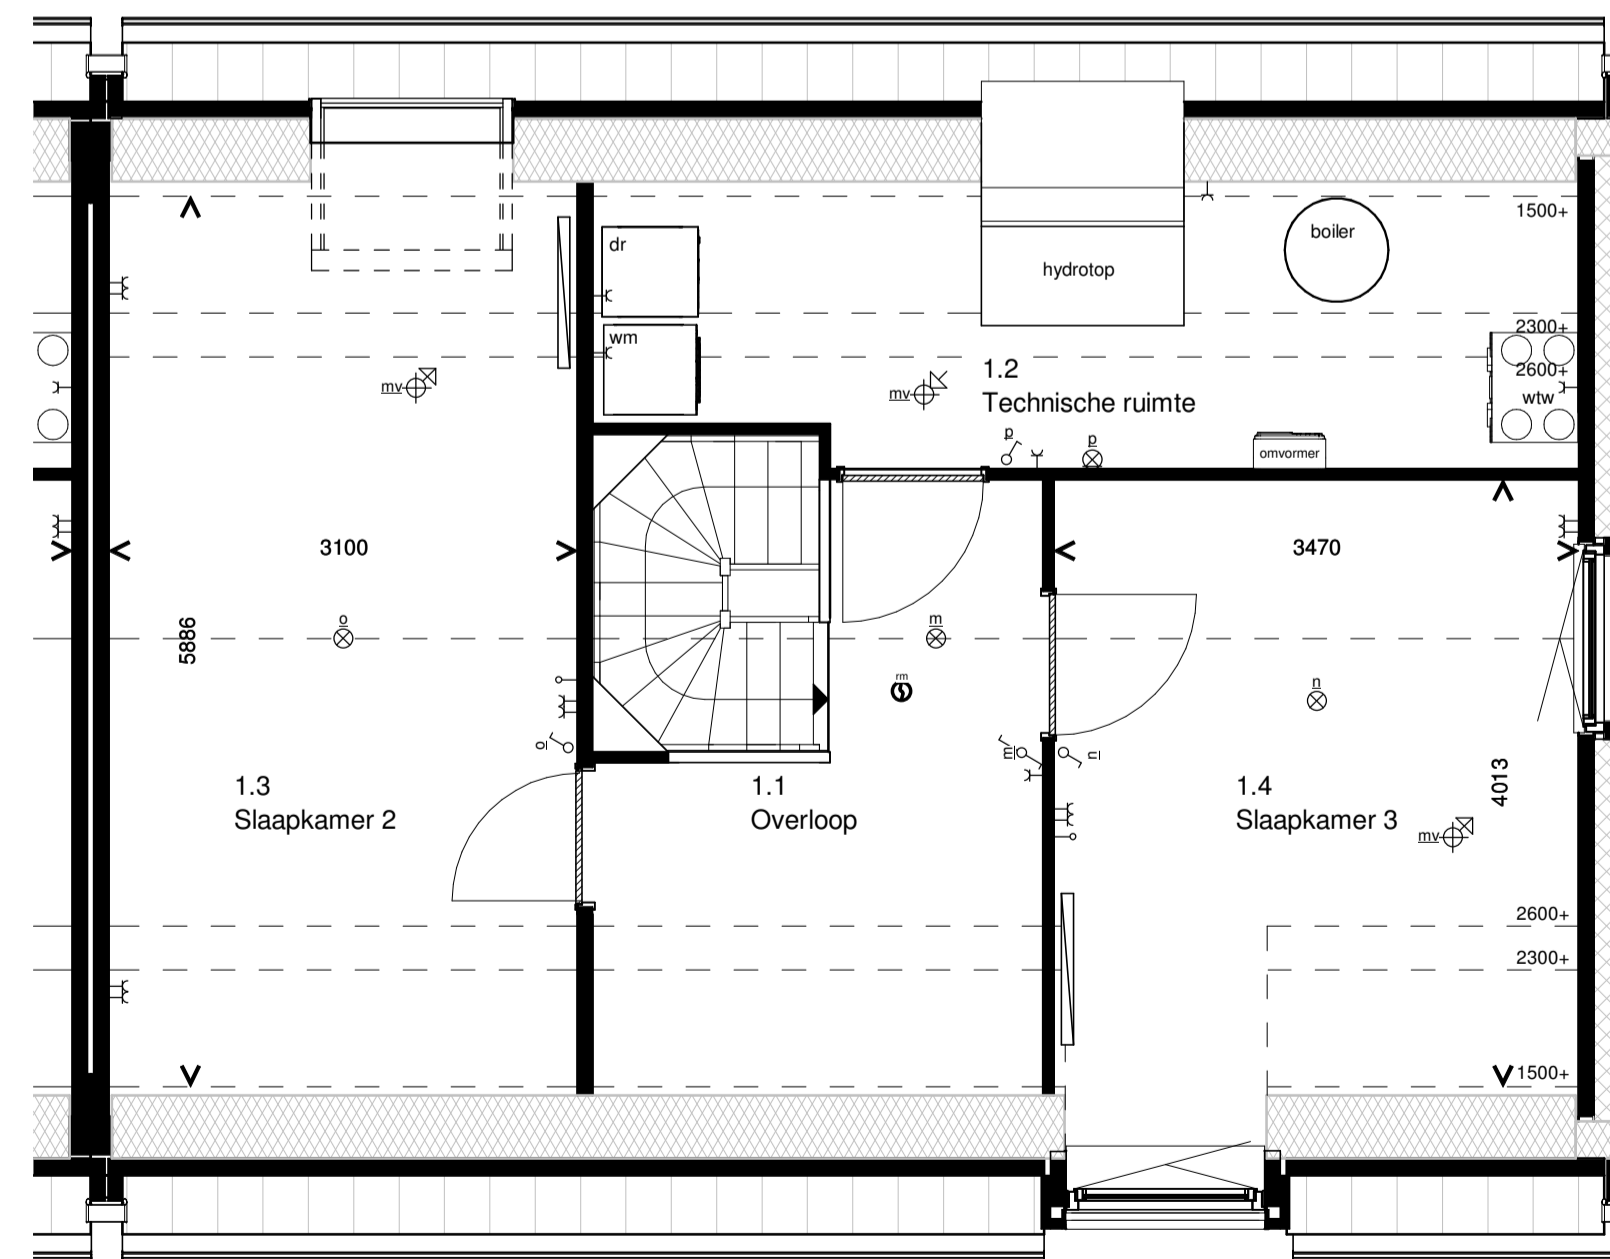 1500+
dr
boiler
hydrotop
2300+
wm
1.2
2600+
mv
mv
Technische ruimte
wtw
p
p
omvormer
3100
3470
5886
o
m
rm
n
o
m
n
1.3
Slaapkamer 2
1.1
Overloop
1.4
Slaapkamer 3
4013
mv
2600+
2300+
1500+